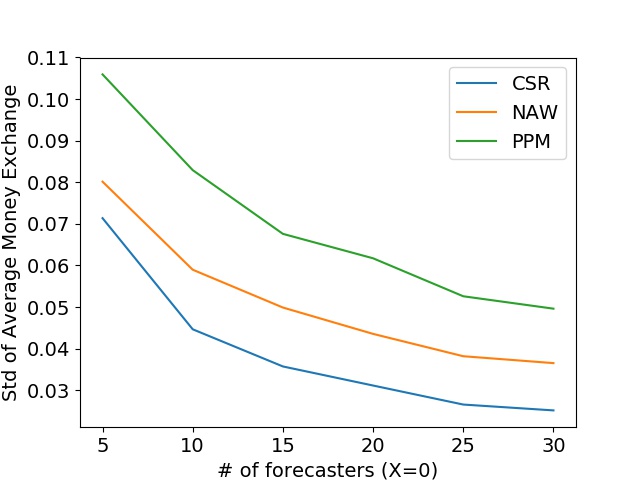 0.11
0.10
0.09
0.08
0.07
0.06
0.05
0.04
0.03
Std of Average Money Exchange
CSR
NAW
PPM
5 10 15 20 25 30
# of forecasters (X=0)